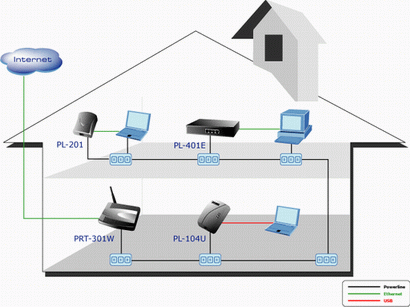 Internet
PL-201
PL-401E
PRT-301W
PL-104U
Powerline
Ethernet
USB